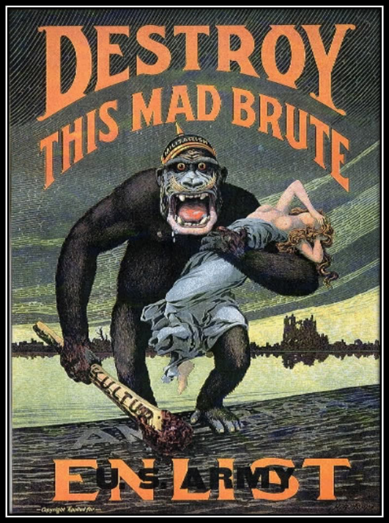 DESTROY
THIS MAD BRUTE
MILITARISM
KULTUR
ENLIST
U.S. ARMY